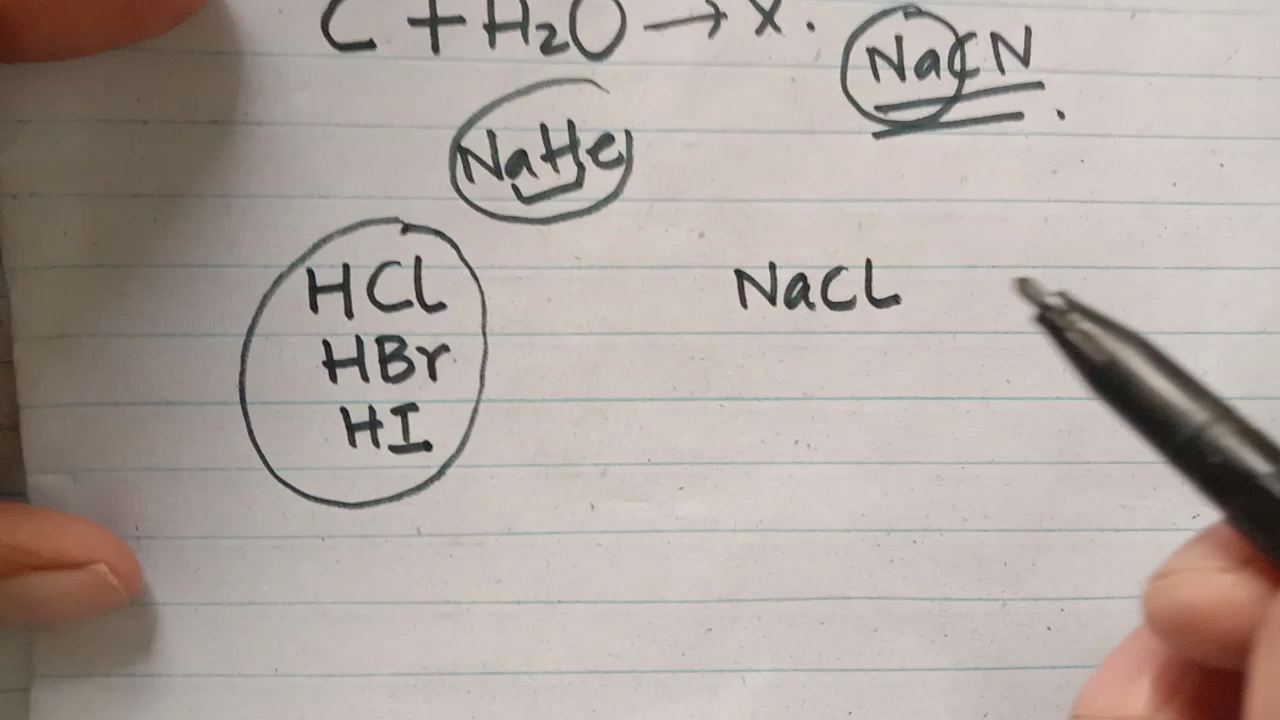 C + H₂O → x.
NaCN
NaHe
HCl
NaCL
HBr
HI